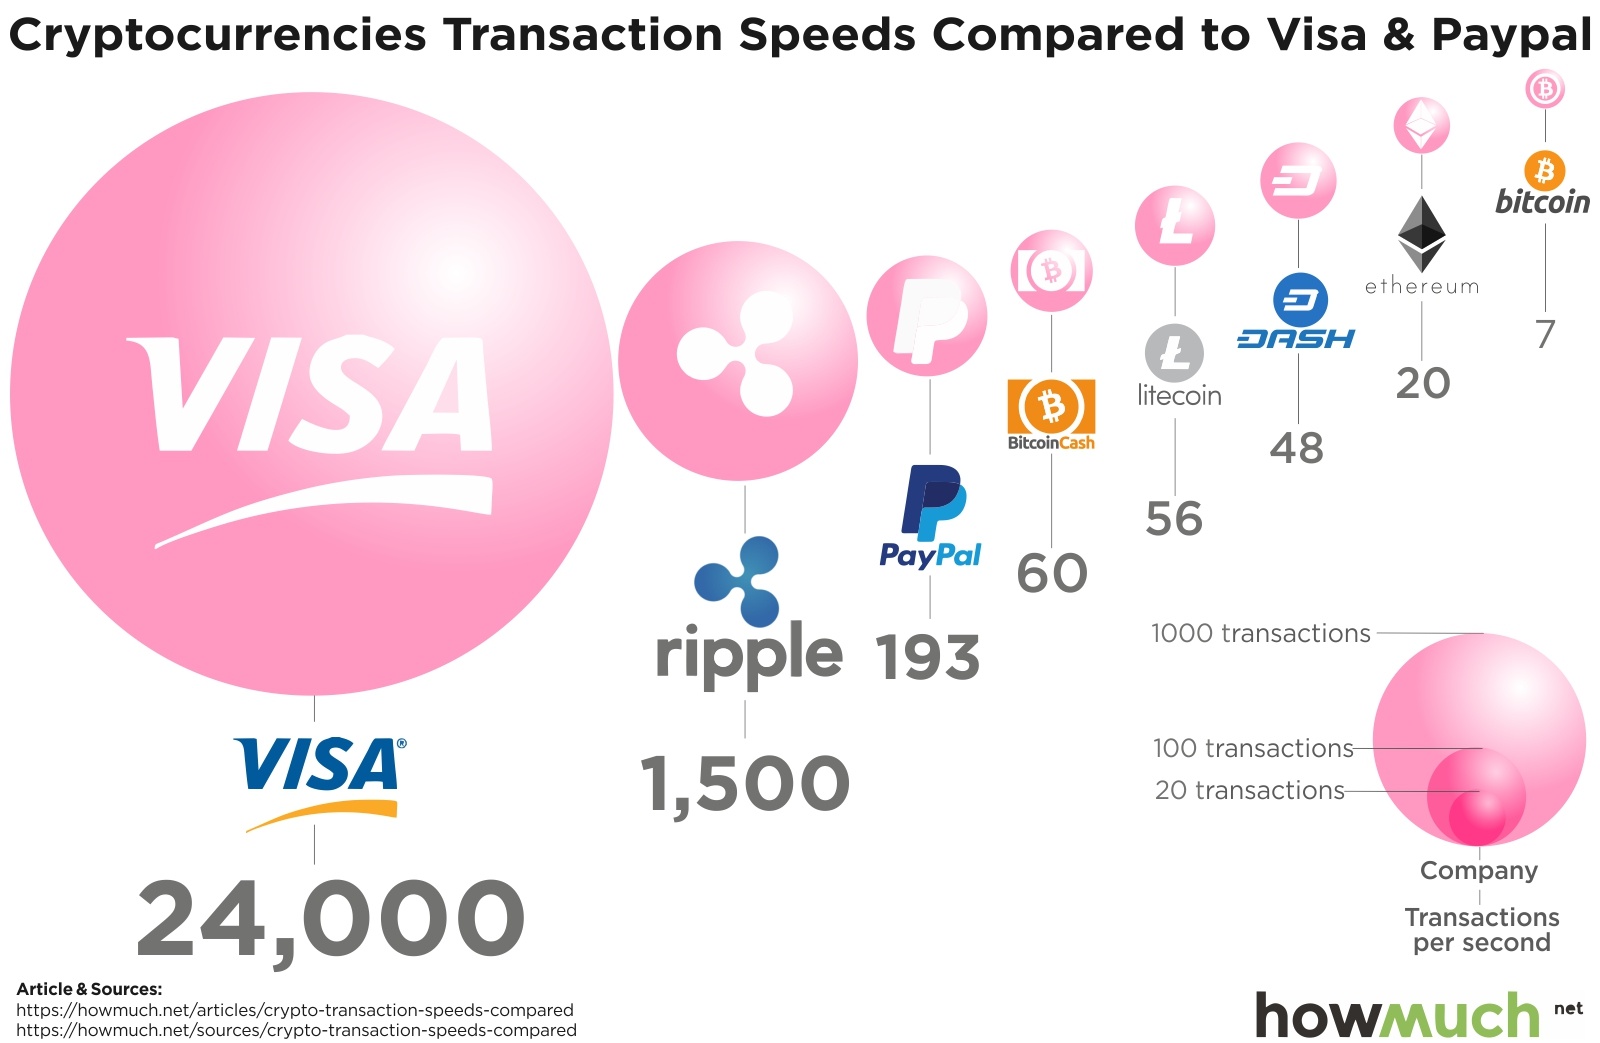 Cryptocurrencies Transaction Speeds Compared to Visa & Paypal
VISA
VISA®
24,000
ripple
1,500
PayPal
193
BitcoinCash
60
litecoin
56
DASH
48
ethereum
20
bitcoin
7
1000 transactions
100 transactions
20 transactions
Company
Transactions
per second
Article & Sources:
https://howmuch.net/articles/crypto-transaction-speeds-compared
https://howmuch.net/sources/crypto-transaction-speeds-compared
howmuch net